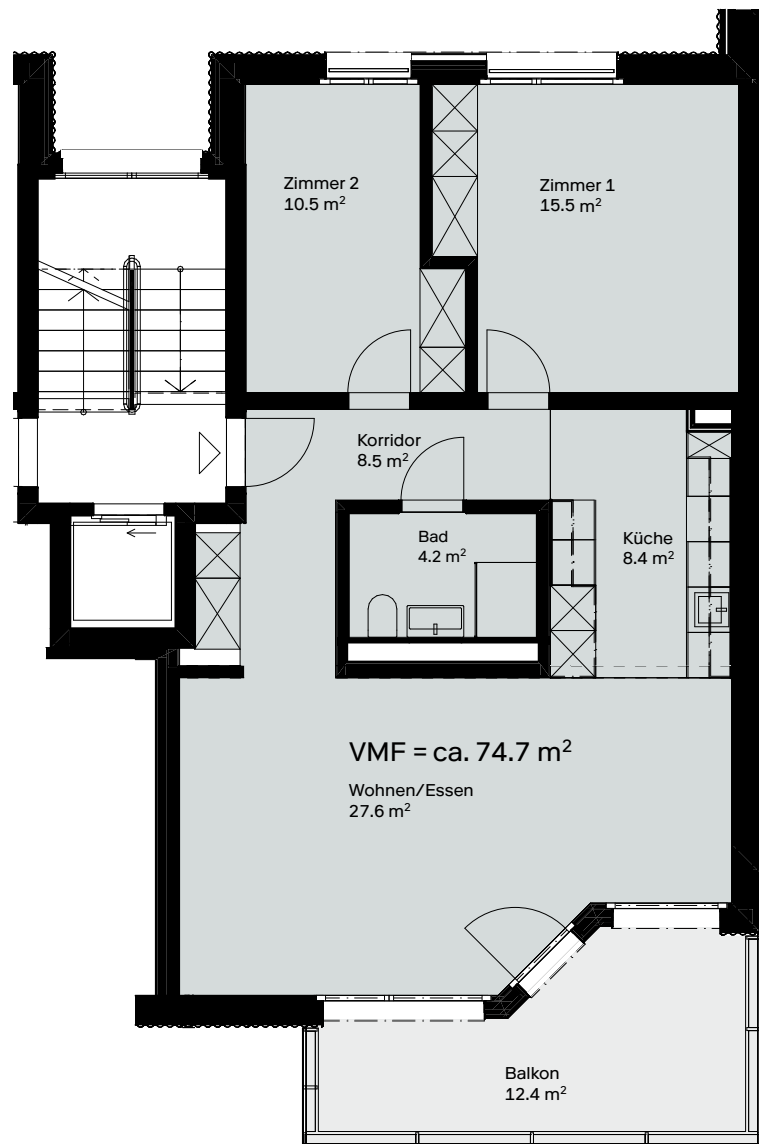 Zimmer 2
10.5 m²
Zimmer 1
15.5 m²
Korridor
8.5 m²
Bad
4.2 m²
Küche
8.4 m²
VMF = ca. 74.7 m²
Wohnen/Essen
27.6 m²
Balkon
12.4 m²